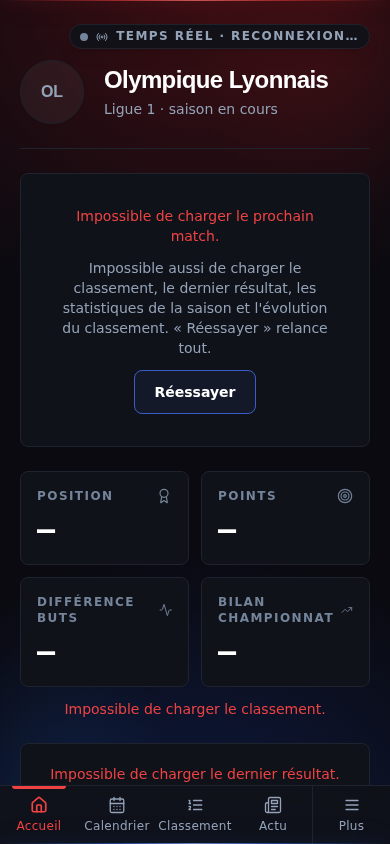 TEMPS RÉEL · RECONNEXION…
OL
Olympique Lyonnais
Ligue 1 · saison en cours
Impossible de charger le prochain
match.
Impossible aussi de charger le
classement, le dernier résultat, les
statistiques de la saison et l'évolution
du classement. « Réessayer » relance
tout.
Réessayer
POSITION
—
POINTS
—
DIFFÉRENCE
BUTS
—
BILAN
CHAMPIONNAT
—
Impossible de charger le classement.
Impossible de charger le dernier résultat.
Accueil
Calendrier
Classement
Actu
Plus